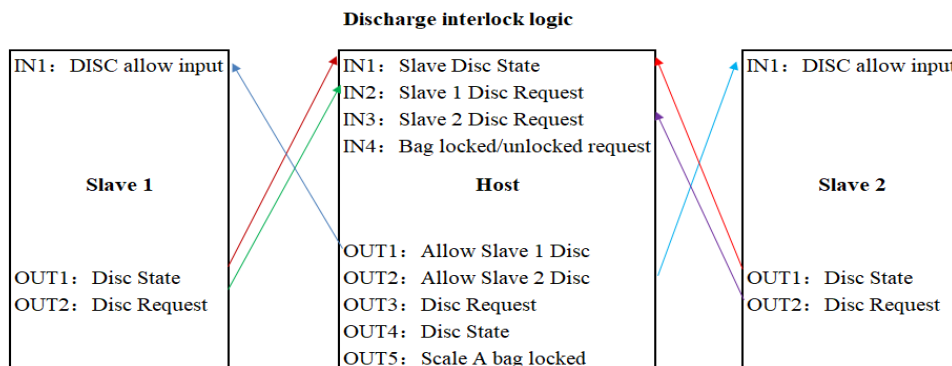 Discharge interlock logic
IN1：DISC allow input
Slave 1
OUT1：Disc State
OUT2：Disc Request
IN1：Slave Disc State
IN2：Slave 1 Disc Request
IN3：Slave 2 Disc Request
IN4：Bag locked/unlocked request
Host
OUT1：Allow Slave 1 Disc
OUT2：Allow Slave 2 Disc
OUT3：Disc Request
OUT4：Disc State
OUT5：Scale A bag locked
IN1：DISC allow input
Slave 2
OUT1：Disc State
OUT2：Disc Request